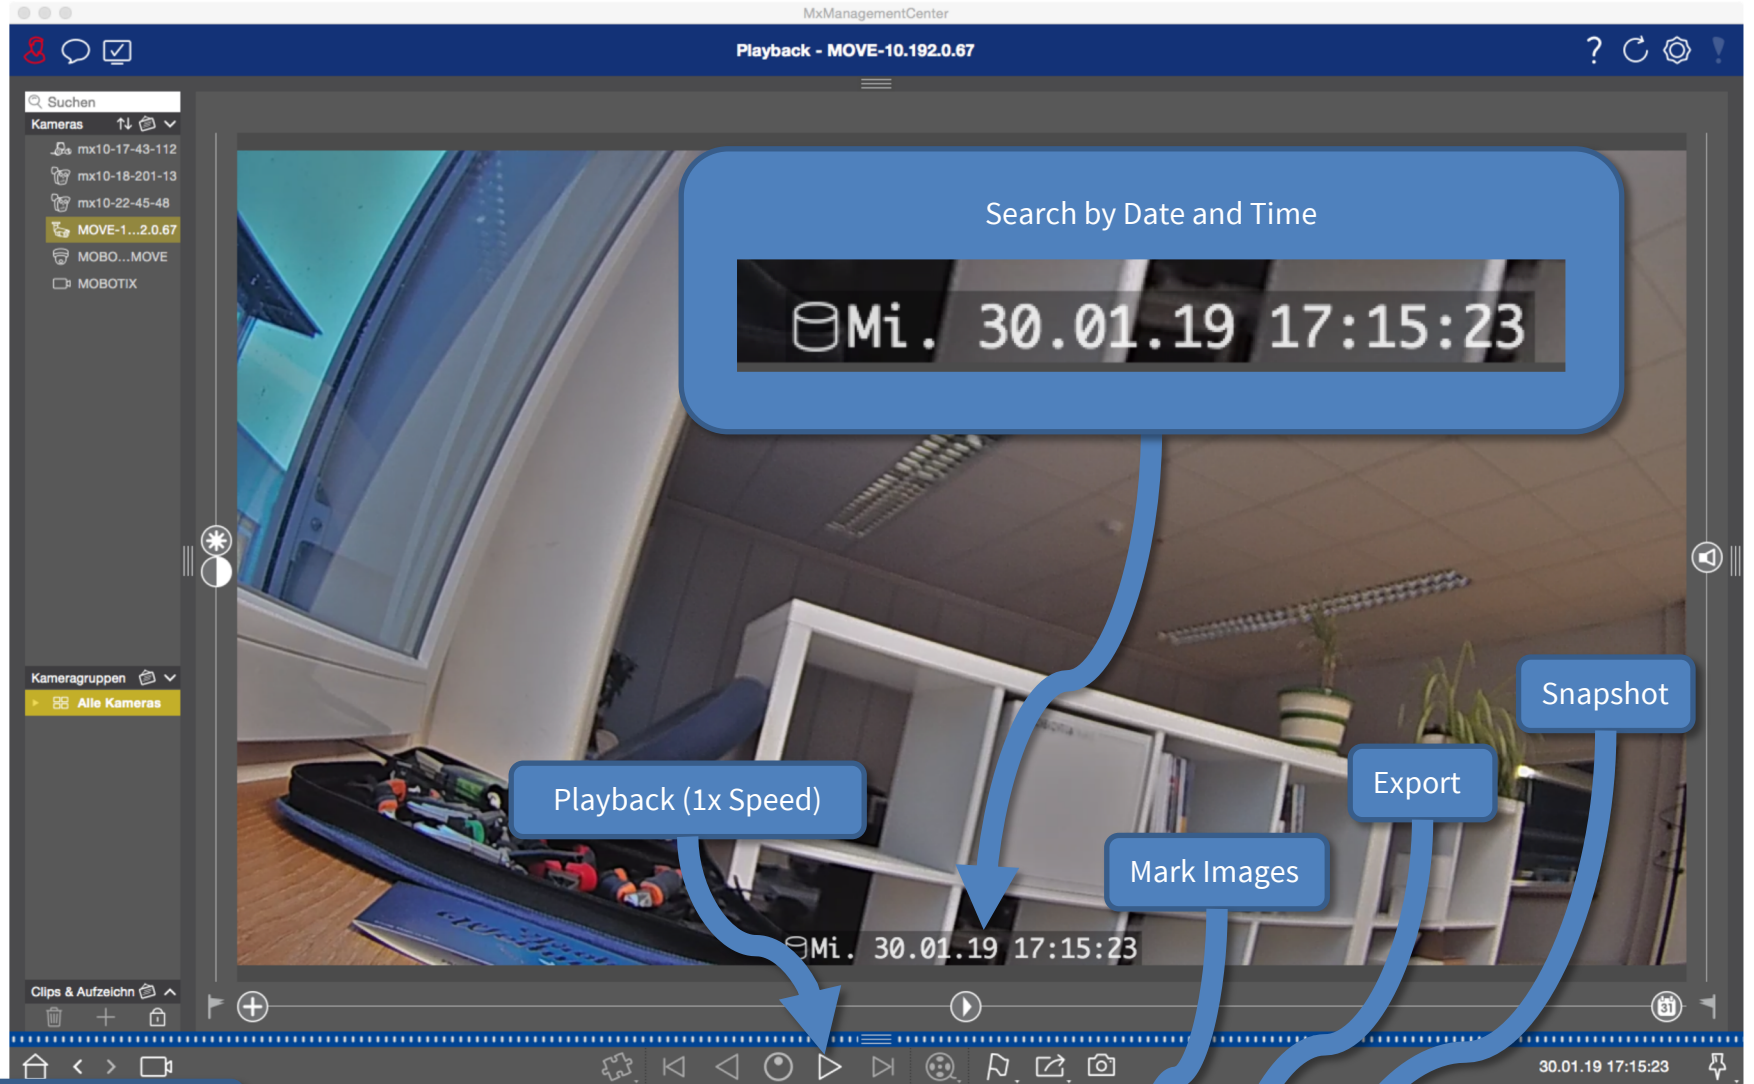 MxManagementCenter
Playback - MOVE-10.192.0.67
Suchen
Kameras
mx10-17-43-112
mx10-18-201-13
mx10-22-45-48
MOVE-1...2.0.67
MOBO...MOVE
MOBOTIX
Search by Date and Time
Mi. 30.01.19 17:15:23
Kameragruppen
Alle Kameras
Snapshot
Export
Playback (1x Speed)
Mark Images
Mi. 30.01.19 17:15:23
Clips & Aufzeichn
31
30.01.19 17:15:23